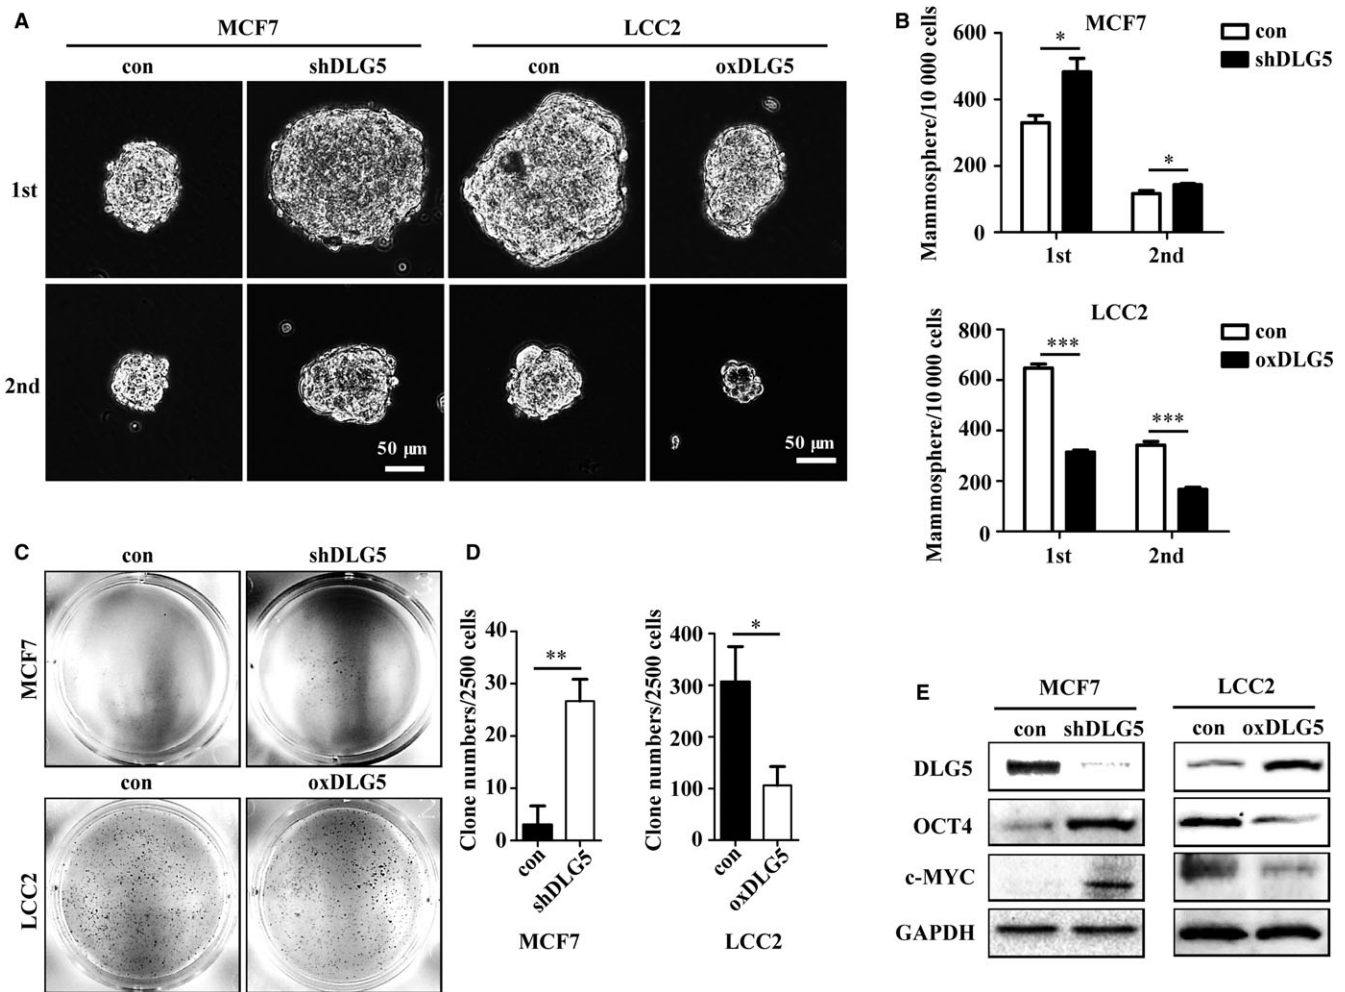 A
MCF7
LCC2
con
shDLG5
con
oxDLG5
1st
2nd
50 μm
50 μm
B
MCF7
Mammosphere/10 000 cells
600
400
200
0
*
*
1st
2nd
con
shDLG5
LCC2
Mammosphere/10 000 cells
800
600
400
200
0
***
***
1st
2nd
con
oxDLG5
C
con
shDLG5
MCF7
con
oxDLG5
LCC2
D
Clone numbers/2500 cells
40
30
20
10
0
**
con
shDLG5
MCF7
Clone numbers/2500 cells
400
300
200
100
0
*
con
oxDLG5
LCC2
E
MCF7
LCC2
con shDLG5
con oxDLG5
DLG5
OCT4
c-MYC
GAPDH